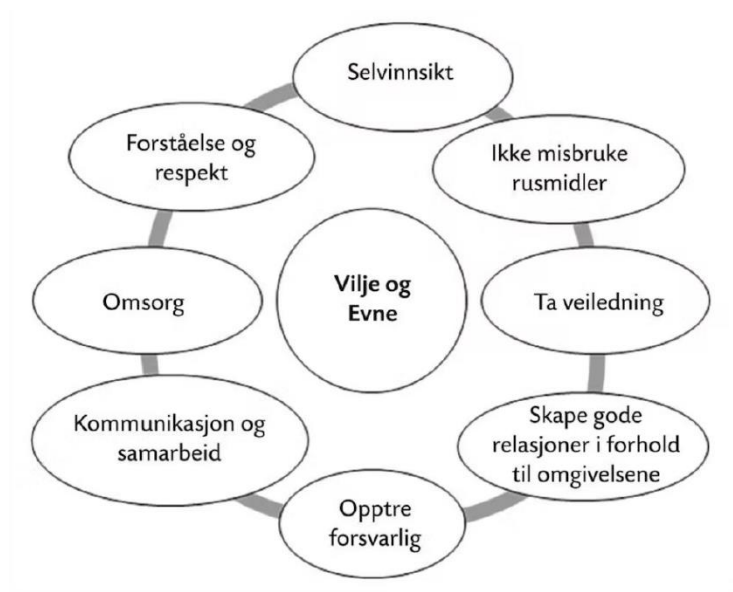 Selvinnsikt
Forståelse og
respekt
Ikke misbruke
rusmidler
Omsorg
Vilje og
Evne
Ta veiledning
Kommunikasjon og
samarbeid
Skape gode
relasjoner i forhold
til omgivelsene
Opptre
forsvarlig